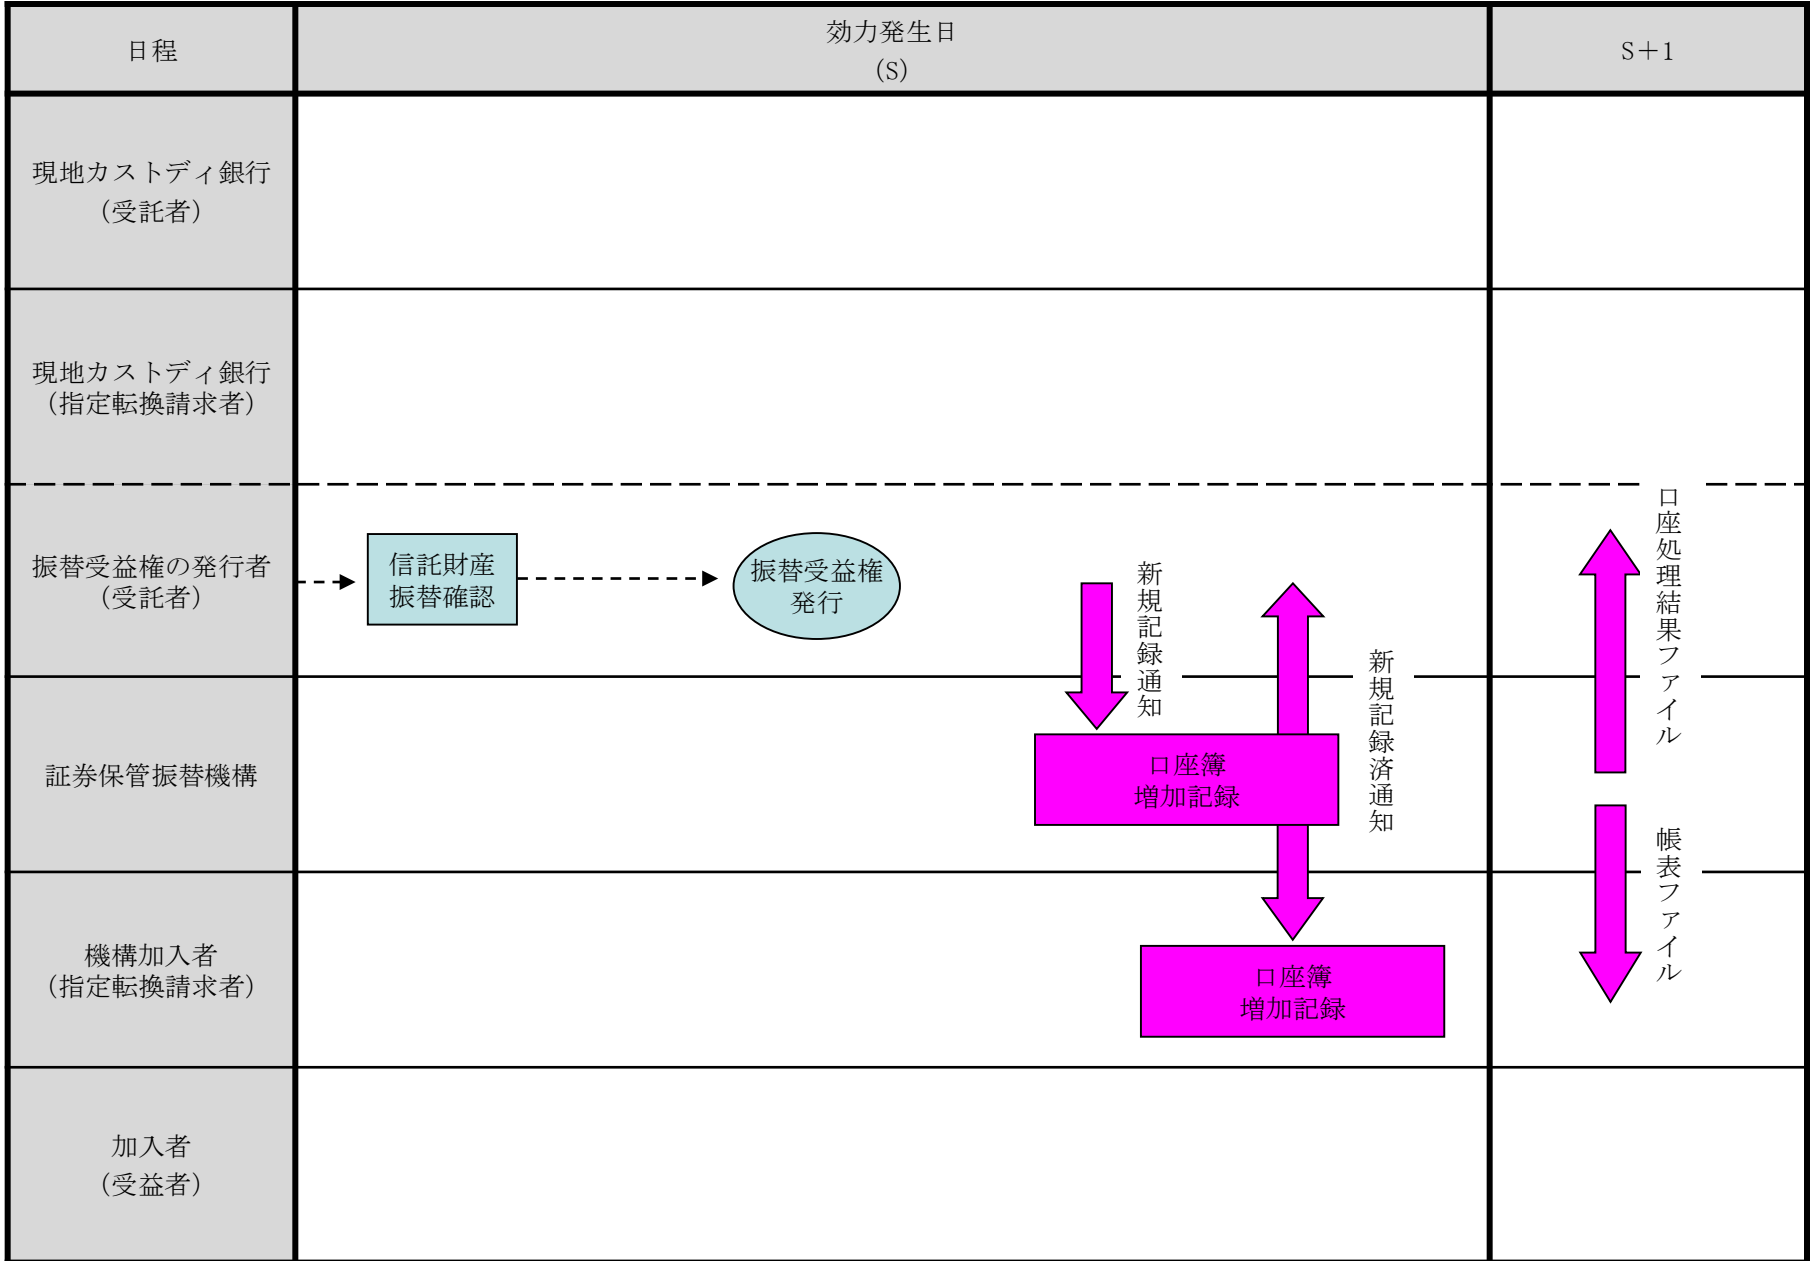 日程
効力発生日
(S)
S＋1
現地カストディ銀行
（受託者）
現地カストディ銀行
（指定転換請求者）
振替受益権の発行者
（受託者）
信託財産
振替確認
振替受益権
発行
新規記録通知
新規記録済通知
口座処理結果ファイル
証券保管振替機構
口座簿
増加記録
帳表ファイル
機構加入者
（指定転換請求者）
口座簿
増加記録
加入者
（受益者）